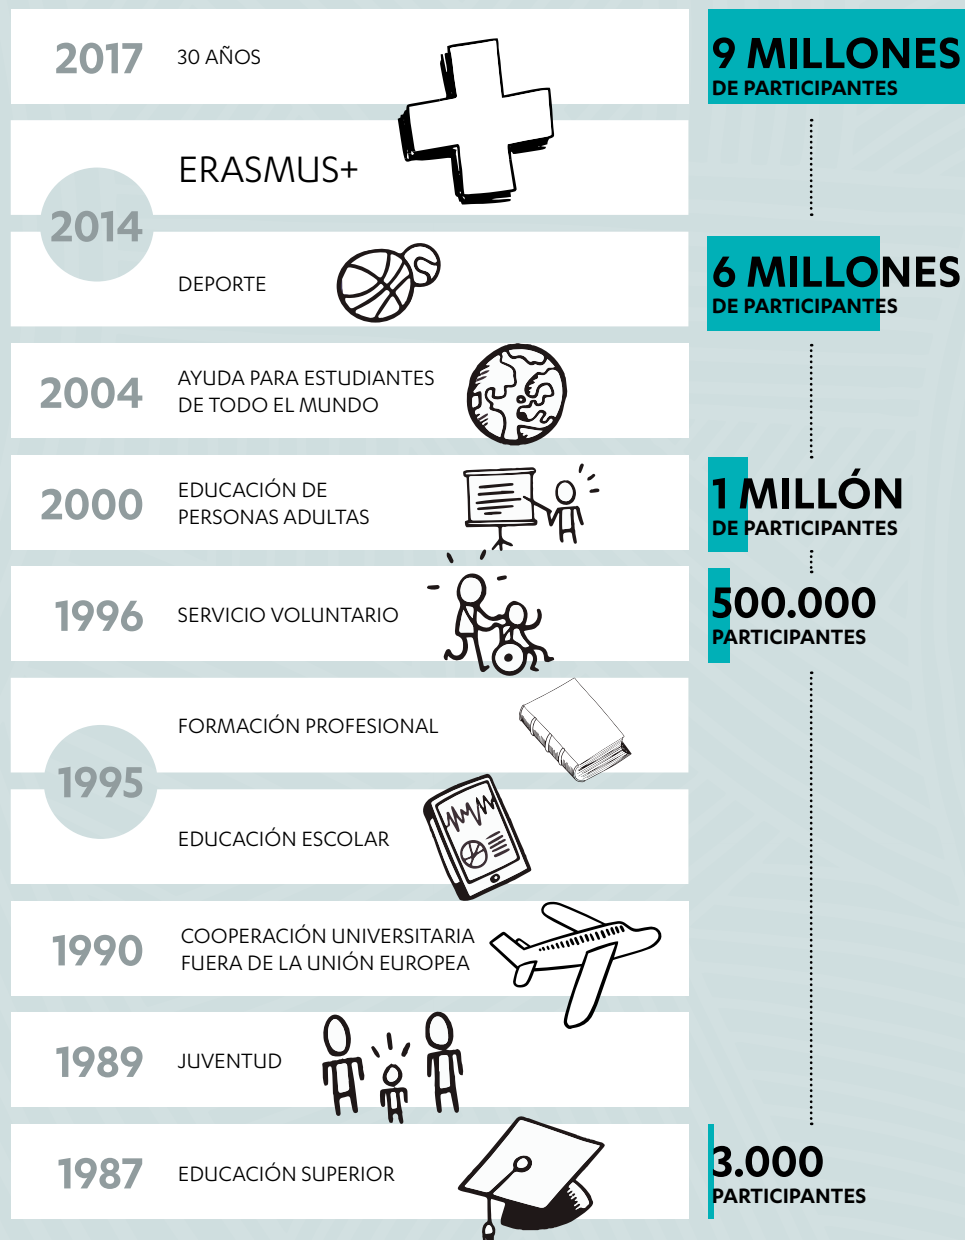 2017
30 AÑOS
9 MILLONES
DE PARTICIPANTES
2014
ERASMUS+
DEPORTE
6 MILLONES
DE PARTICIPANTES
2004
AYUDA PARA ESTUDIANTES
DE TODO EL MUNDO
2000
EDUCACIÓN DE
PERSONAS ADULTAS
1 MILLÓN
DE PARTICIPANTES
1996
SERVICIO VOLUNTARIO
500.000
PARTICIPANTES
1995
FORMACIÓN PROFESIONAL
EDUCACIÓN ESCOLAR
1990
COOPERACIÓN UNIVERSITARIA
FUERA DE LA UNIÓN EUROPEA
1989
JUVENTUD
1987
EDUCACIÓN SUPERIOR
3.000
PARTICIPANTES